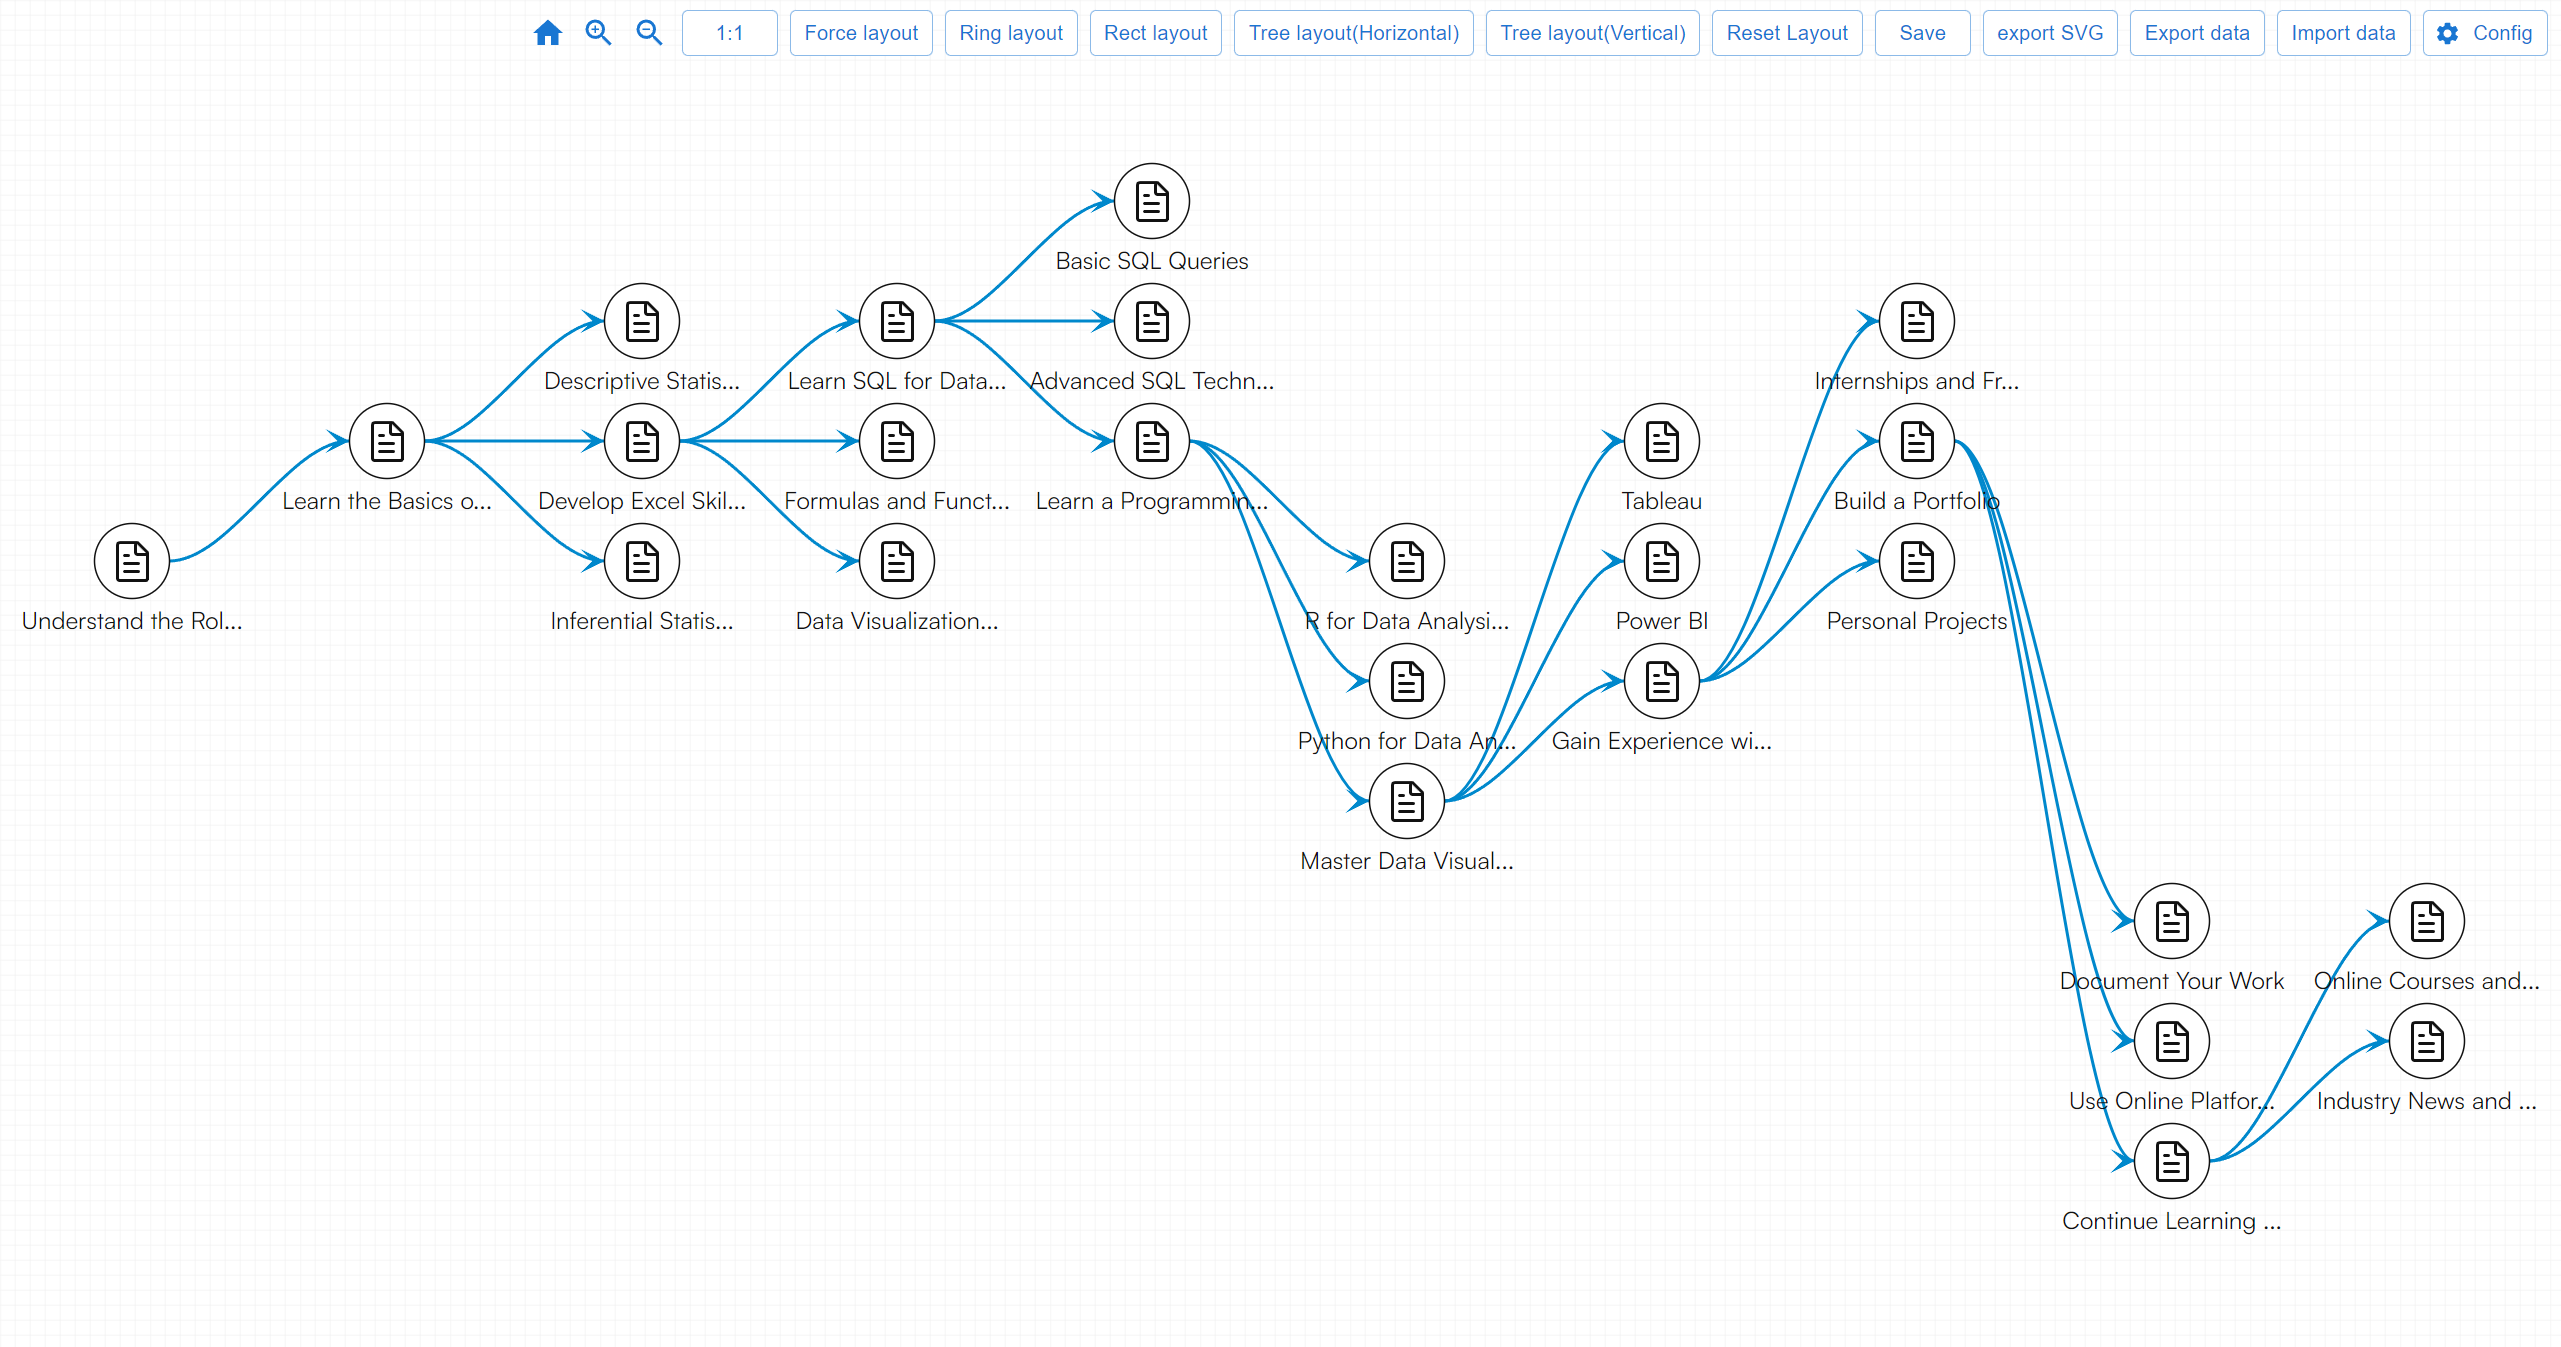 1:1
Force layout
Ring layout
Rect layout
Tree layout(Horizontal)
Tree layout(Vertical)
Reset Layout
Save
export SVG
Export data
Import data
Config
Basic SQL Queries
Descriptive Statis...
Learn SQL for Data...
Advanced SQL Techn...
Internships and Fr...
Learn the Basics o...
Develop Excel Skil...
Formulas and Funct...
Learn a Programmin...
Tableau
Build a Portfolio
Understand the Rol...
Inferential Statis...
Data Visualization...
R for Data Analysi...
Power BI
Personal Projects
Python for Data An...
Gain Experience wi...
Master Data Visual...
Document Your Work
Online Courses and...
Use Online Platfor...
Industry News and ...
Continue Learning ...